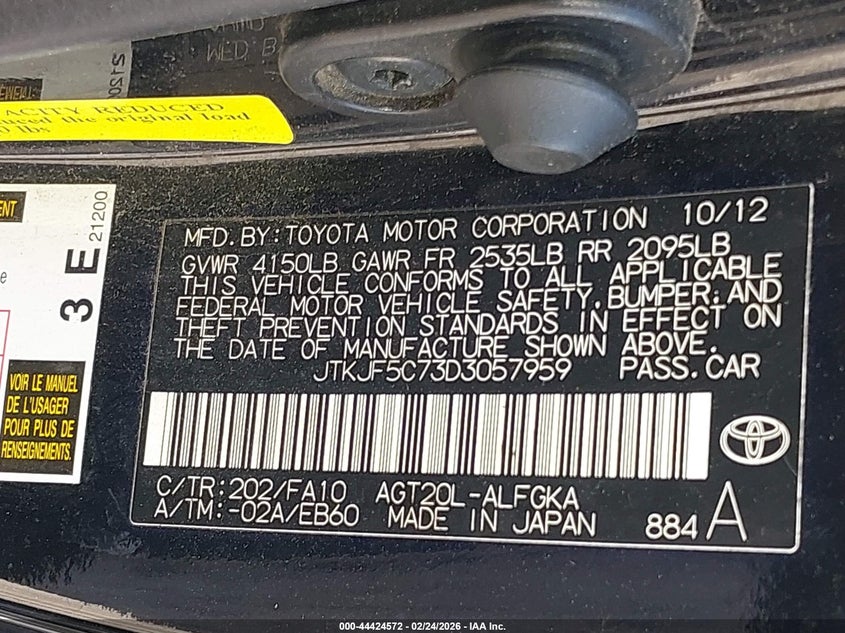 WLD B
ACITY REDUCED
the original load
lbs
ENT
3 E
21200
VOIR LE MANUEL
DE L'USAGER
POUR PLUS DE
RENSEIGNEMENTS.
MFD. BY: TOYOTA MOTOR CORPORATION 10/12
GVWR 4150LB GAWR FR 2535LB RR 2095LB
THIS VEHICLE CONFORMS TO ALL APPLICABLE
FEDERAL MOTOR VEHICLE SAFETY, BUMPER, AND
THEFT PREVENTION STANDARDS IN EFFECT ON
THE DATE OF MANUFACTURE SHOWN ABOVE.
JTKJF5C73D3057959 PASS. CAR
C/TR: 202/FA10 AGT20L-ALFGKA
A/TM: -02A/EB60 MADE IN JAPAN 884 A
000-44424572 - 02/24/2026 - IAA Inc.